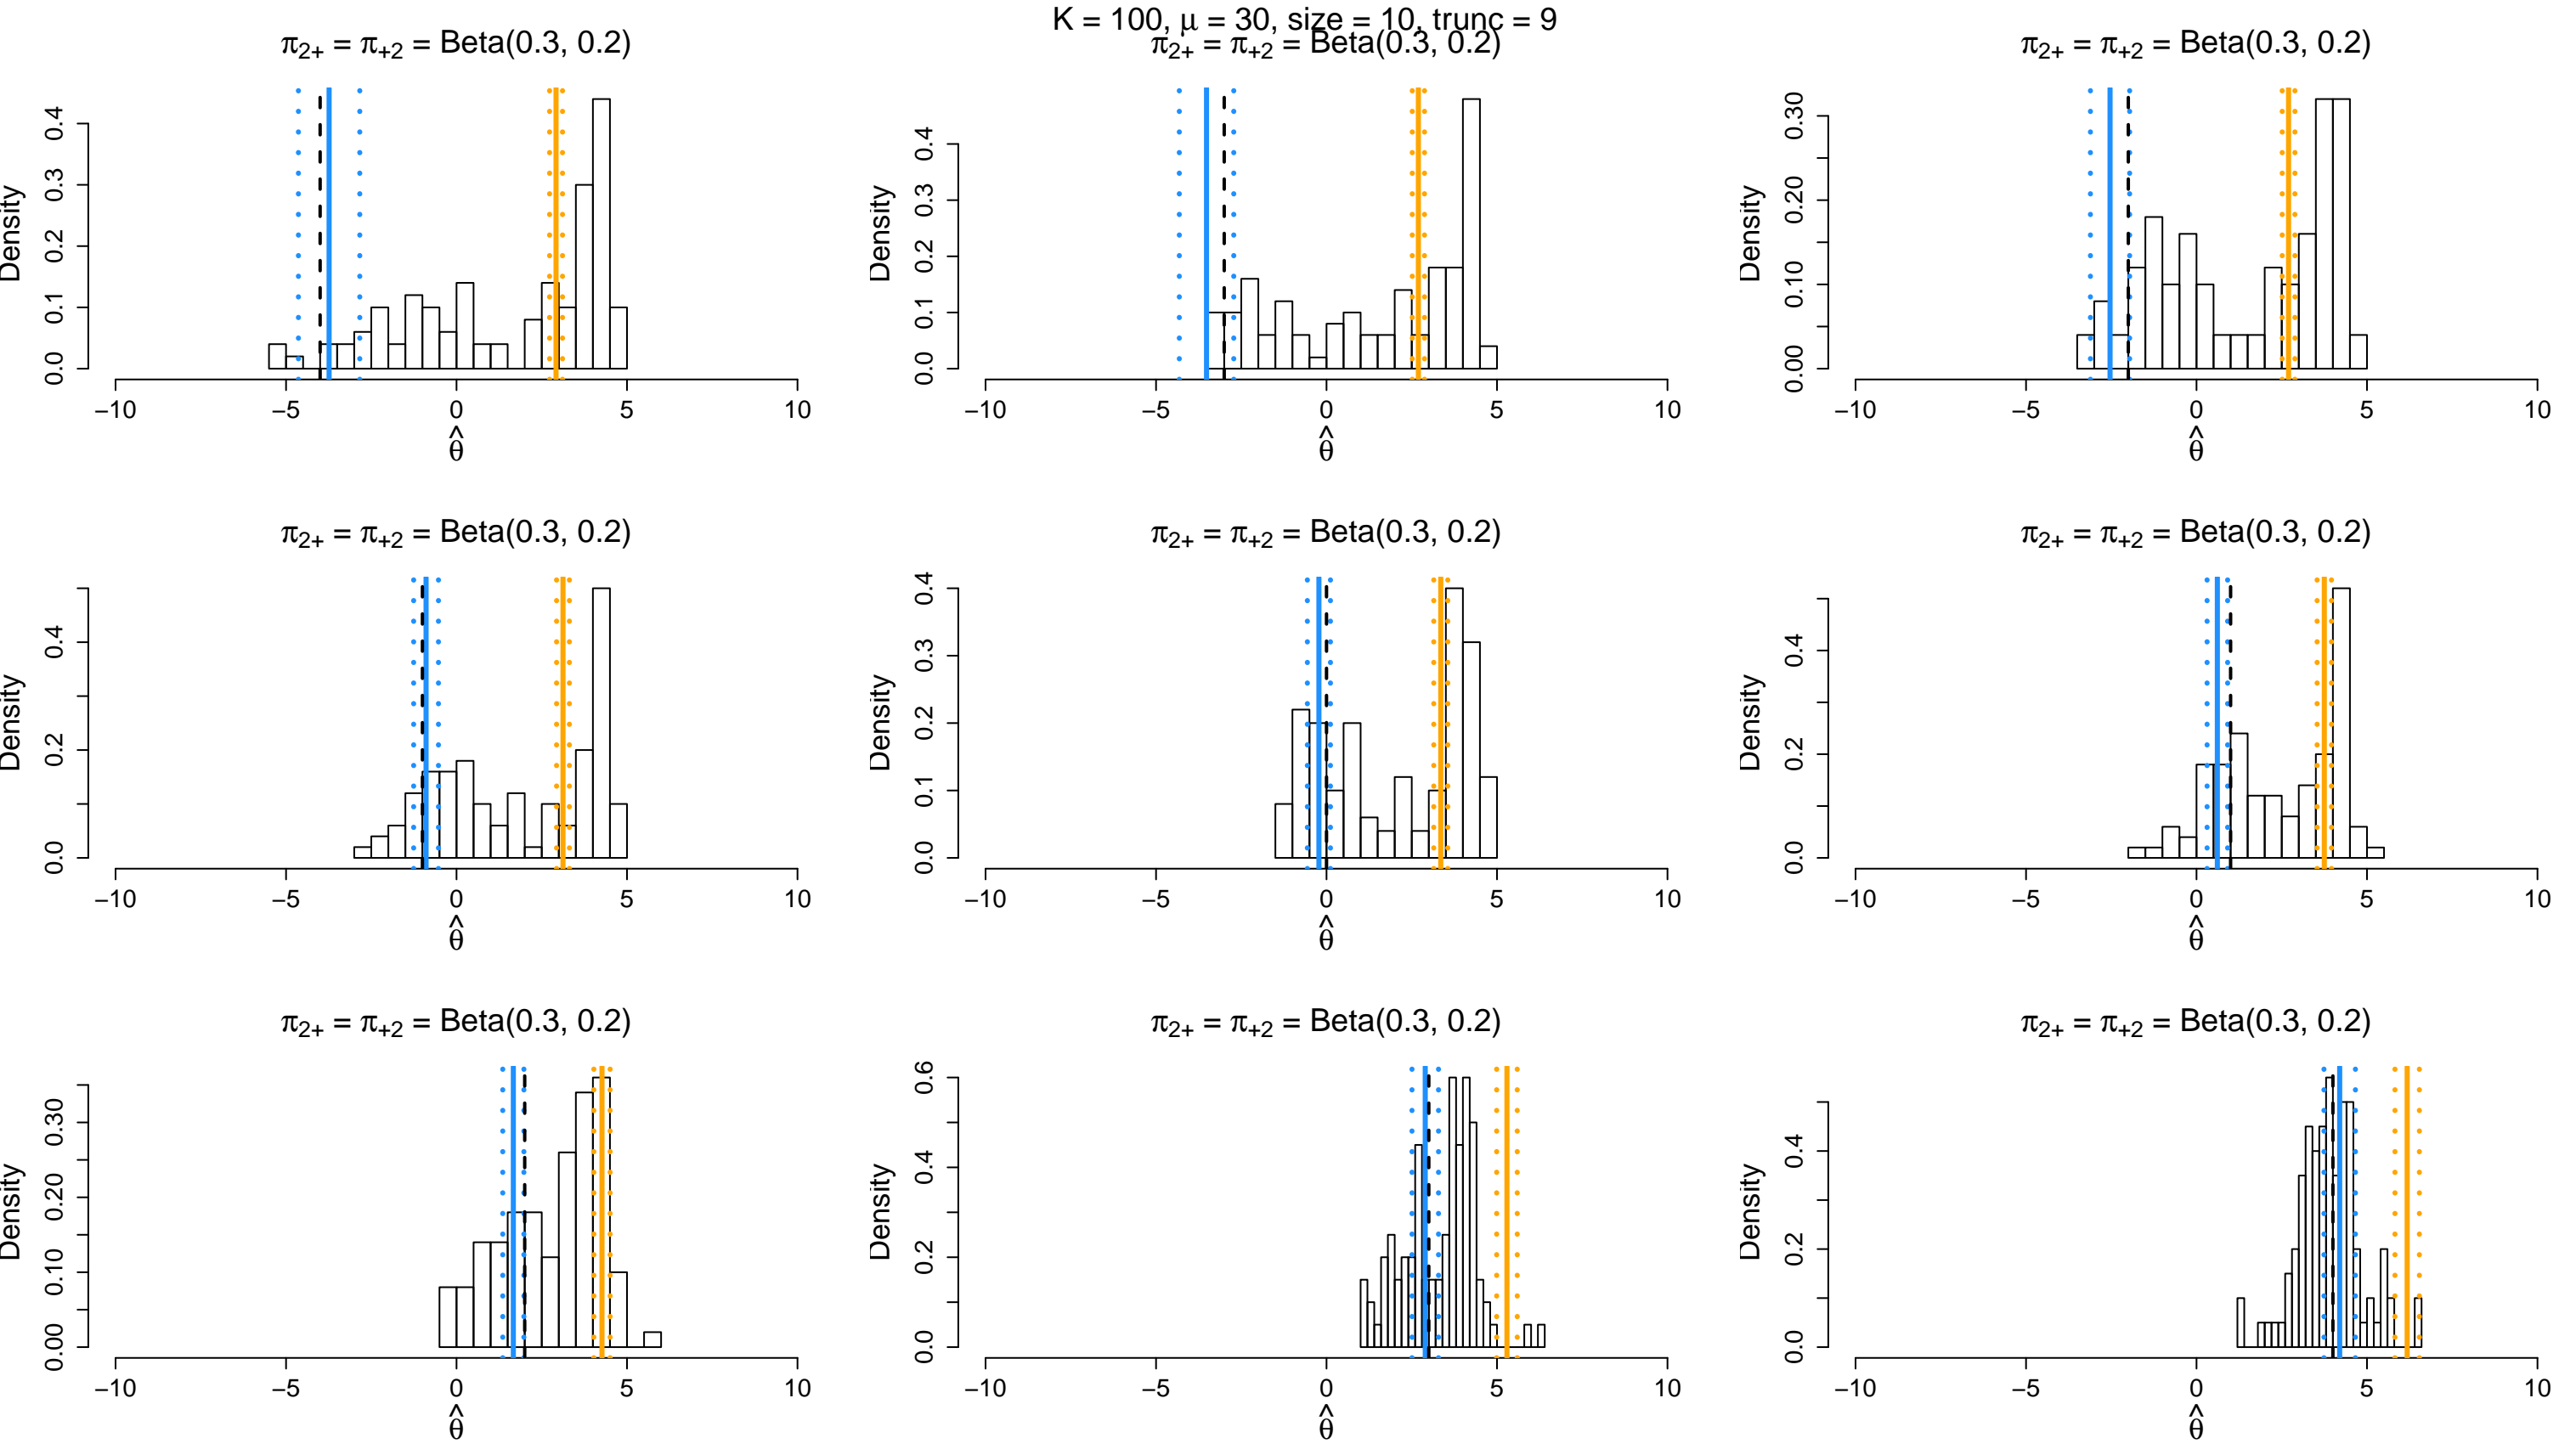 K = 100, μ = 30, size = 10, trunc = 9
π2+ = π+2 = Beta(0.3, 0.2)
Density
0.0 0.1 0.2 0.3 0.4
−10 −5 0 5 10
θ̂
π2+ = π+2 = Beta(0.3, 0.2)
Density
0.0 0.1 0.2 0.3 0.4
−10 −5 0 5 10
θ̂
π2+ = π+2 = Beta(0.3, 0.2)
Density
0.00 0.10 0.20 0.30
−10 −5 0 5 10
θ̂
π2+ = π+2 = Beta(0.3, 0.2)
Density
0.0 0.2 0.4
−10 −5 0 5 10
θ̂
π2+ = π+2 = Beta(0.3, 0.2)
Density
0.0 0.1 0.2 0.3 0.4
−10 −5 0 5 10
θ̂
π2+ = π+2 = Beta(0.3, 0.2)
Density
0.0 0.2 0.4
−10 −5 0 5 10
θ̂
π2+ = π+2 = Beta(0.3, 0.2)
Density
0.00 0.10 0.20 0.30
−10 −5 0 5 10
θ̂
π2+ = π+2 = Beta(0.3, 0.2)
Density
0.0 0.2 0.4 0.6
−10 −5 0 5 10
θ̂
π2+ = π+2 = Beta(0.3, 0.2)
Density
0.0 0.2 0.4
−10 −5 0 5 10
θ̂